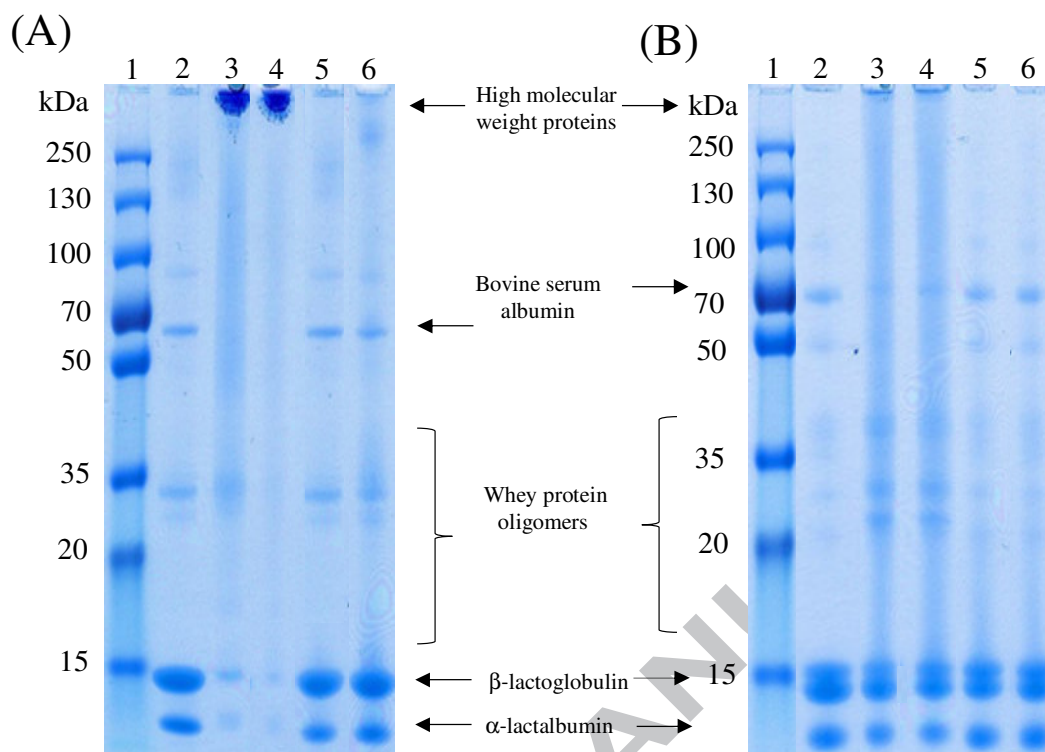 (A)
1 2 3 4 5 6
kDa
250
130
100
70
50
35
20
15
High molecular
weight proteins
Bovine serum
albumin
Whey protein
oligomers
β-lactoglobulin
α-lactalbumin
(B)
1 2 3 4 5 6
kDa
250
130
100
70
50
35
20
15